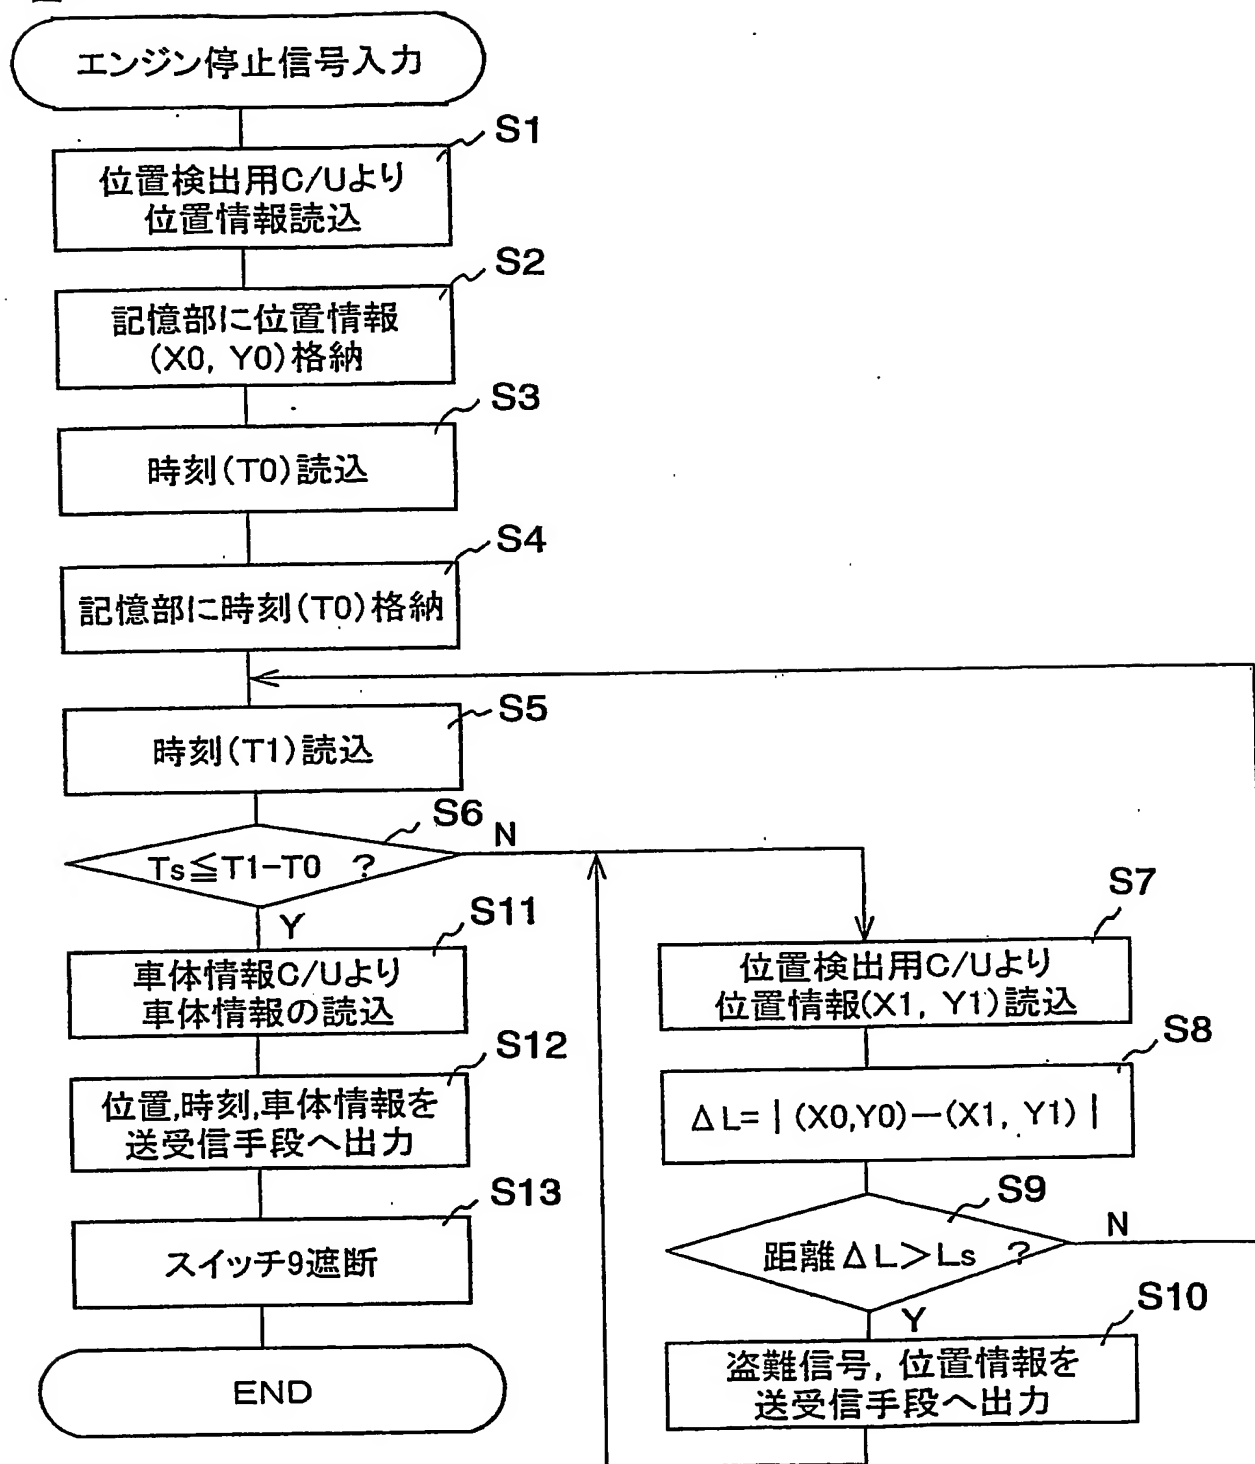 エンジン停止信号入力
S1
位置検出用C/Uより
位置情報読込
S2
記憶部に位置情報
(X0, Y0)格納
S3
時刻(T0)読込
S4
記憶部に時刻(T0)格納
S5
時刻(T1)読込
S6
Ts≦T1-T0 ?
N
Y
S11
車体情報C/Uより
車体情報の読込
S12
位置,時刻,車体情報を
送受信手段へ出力
S13
スイッチ9遮断
END
S7
位置検出用C/Uより
位置情報(X1, Y1)読込
S8
ΔL=|(X0,Y0)−(X1, Y1)|
S9
距離ΔL>Ls ?
N
Y
S10
盗難信号, 位置情報を
送受信手段へ出力